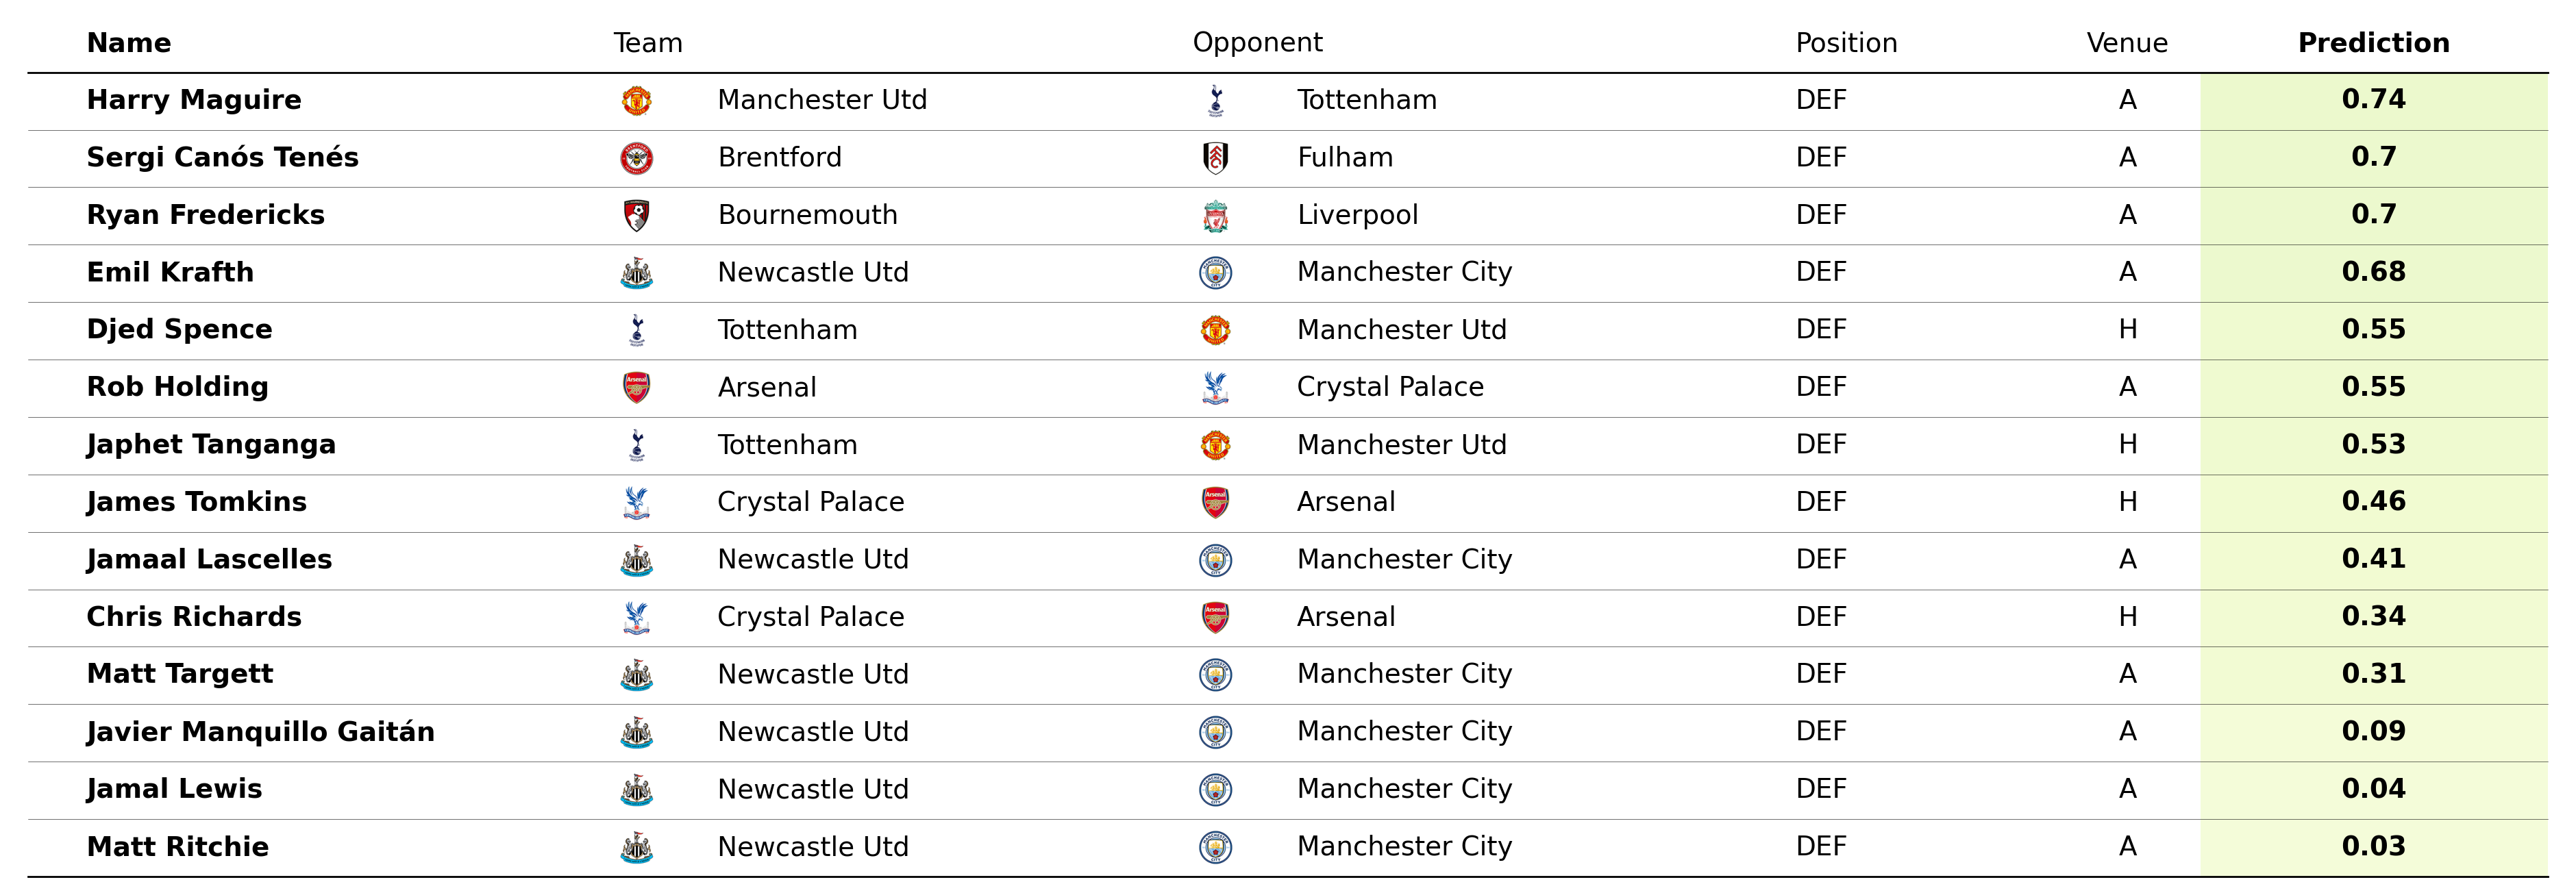 Name Team Opponent Position Venue Prediction
Harry Maguire Manchester Utd Tottenham DEF A 0.74
Sergi Canós Tenés Brentford Fulham DEF A 0.7
Ryan Fredericks Bournemouth Liverpool DEF A 0.7
Emil Krafth Newcastle Utd Manchester City DEF A 0.68
Djed Spence Tottenham Manchester Utd DEF H 0.55
Rob Holding Arsenal Crystal Palace DEF A 0.55
Japhet Tanganga Tottenham Manchester Utd DEF H 0.53
James Tomkins Crystal Palace Arsenal DEF H 0.46
Jamaal Lascelles Newcastle Utd Manchester City DEF A 0.41
Chris Richards Crystal Palace Arsenal DEF H 0.34
Matt Targett Newcastle Utd Manchester City DEF A 0.31
Javier Manquillo Gaitán Newcastle Utd Manchester City DEF A 0.09
Jamal Lewis Newcastle Utd Manchester City DEF A 0.04
Matt Ritchie Newcastle Utd Manchester City DEF A 0.03